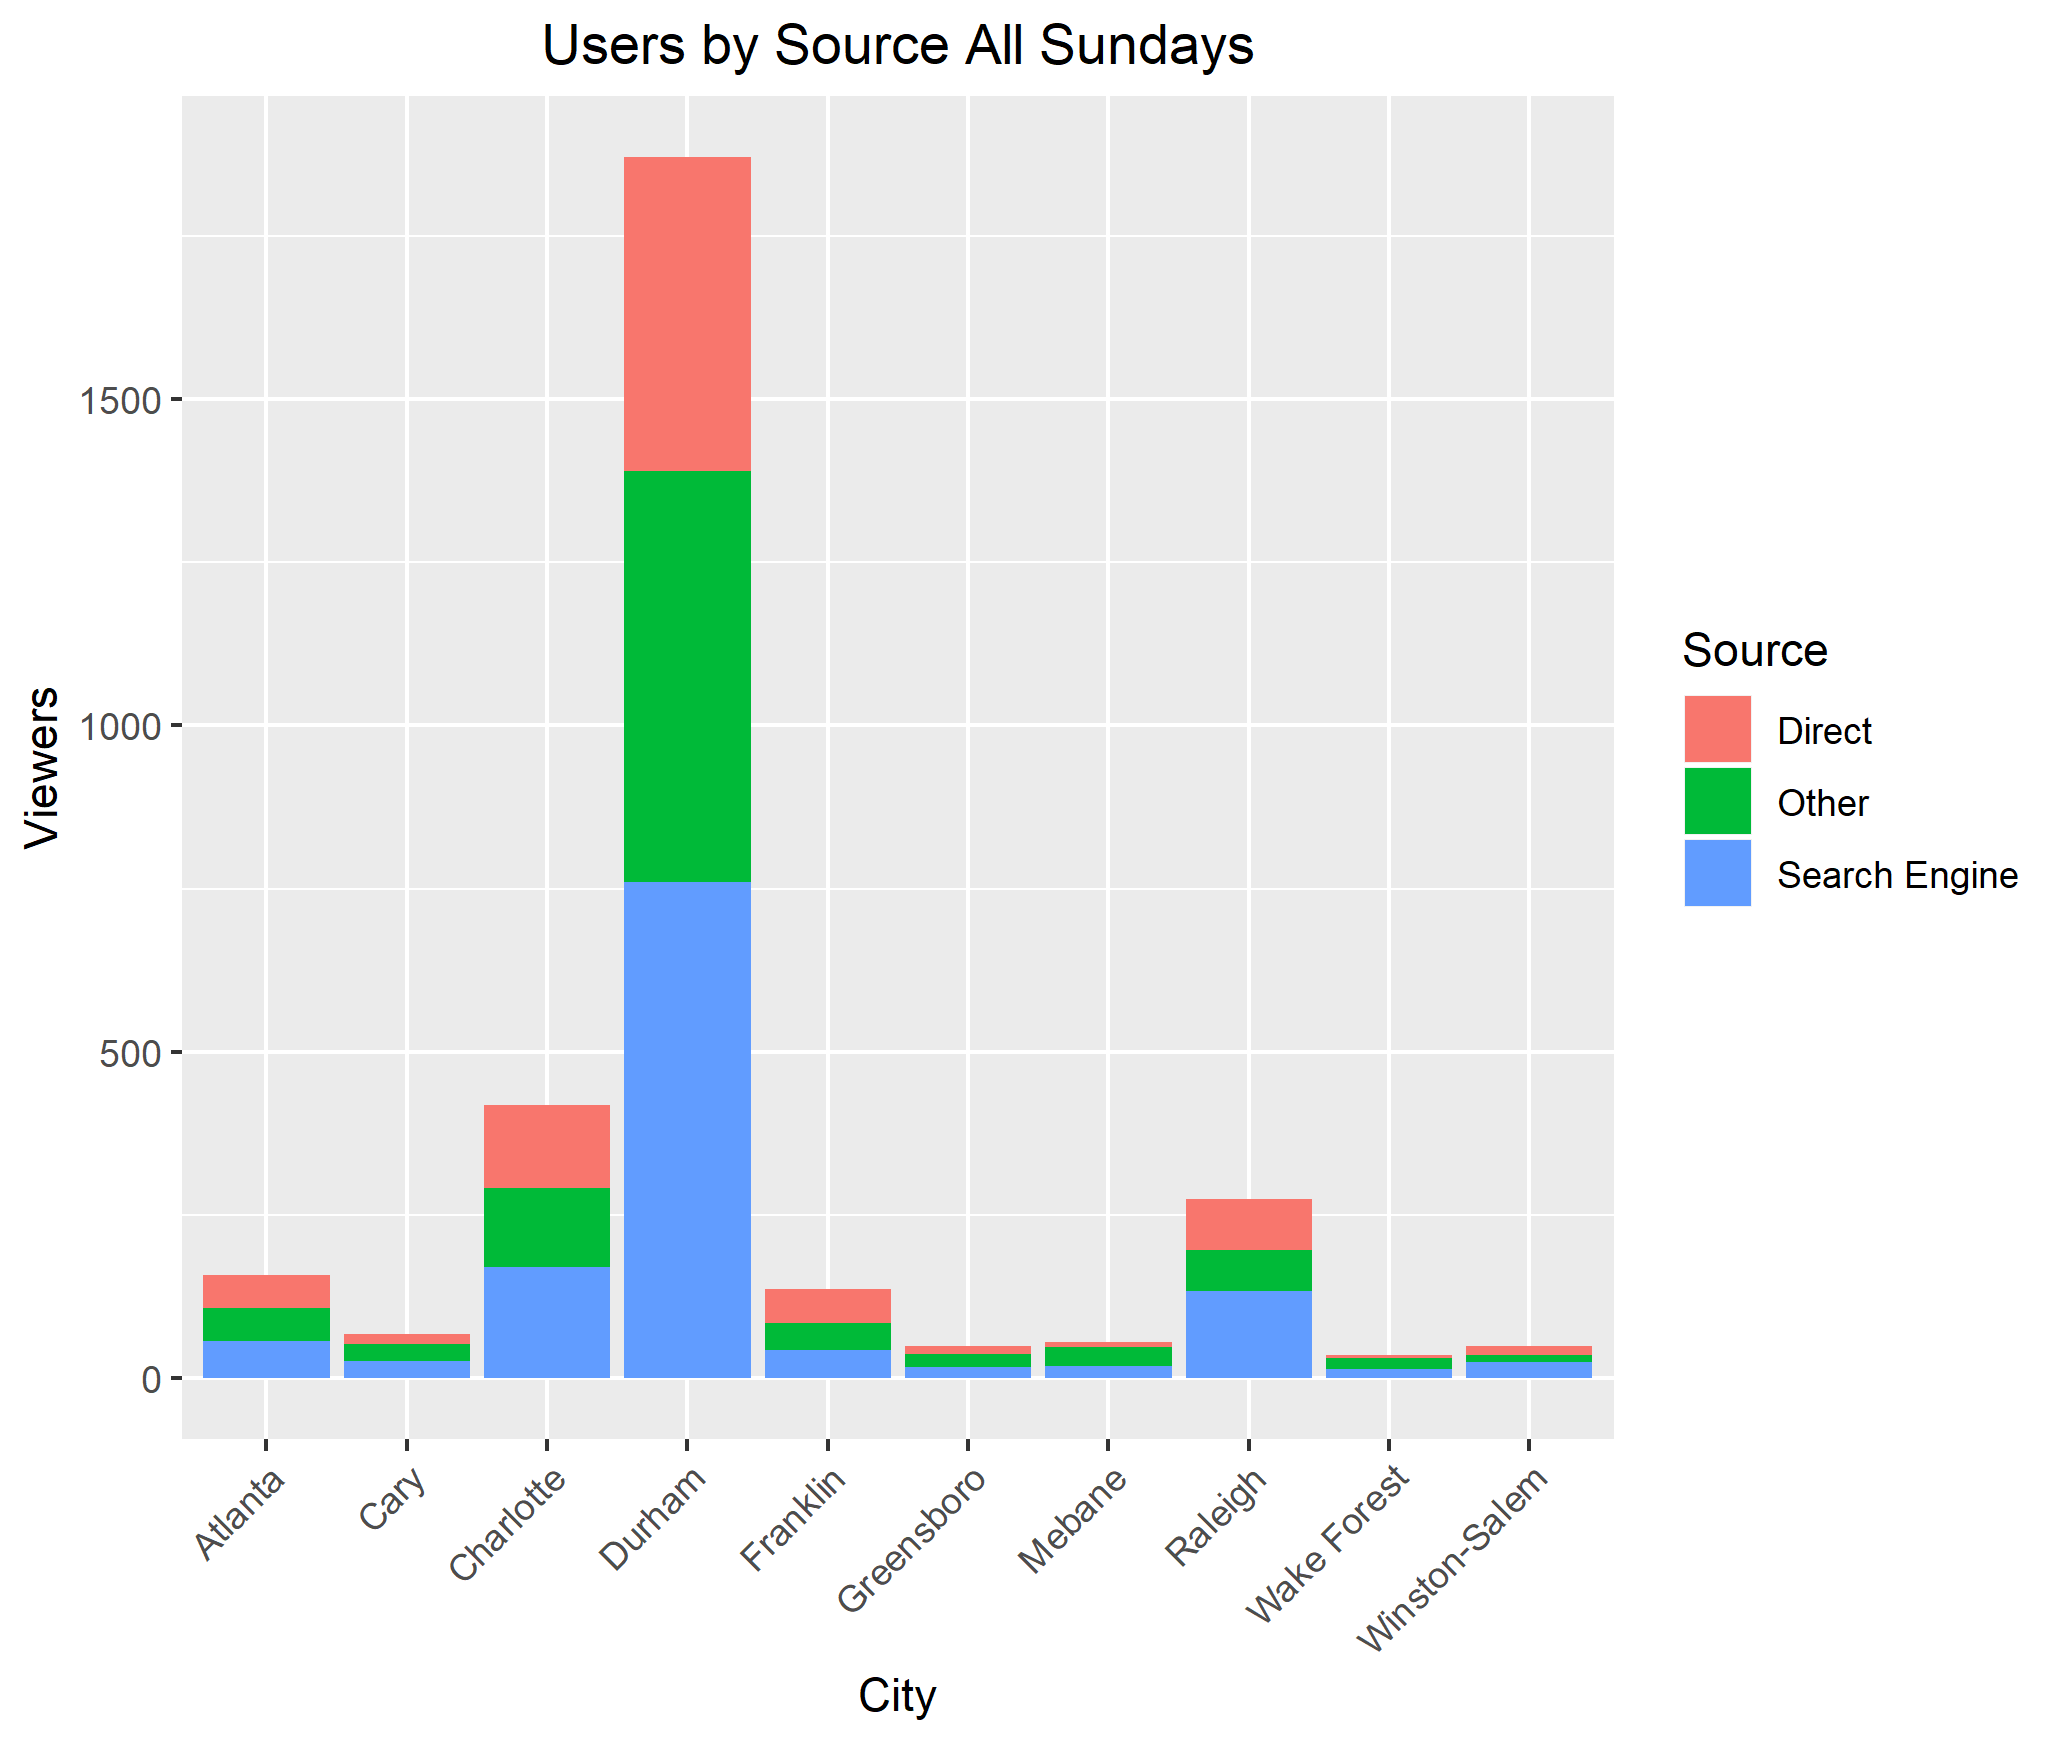 Users by Source All Sundays
Viewers
1500
1000
500
0
Atlanta
Cary
Charlotte
Durham
Franklin
Greensboro
Mebane
Raleigh
Wake Forest
Winston-Salem
City
Source
Direct
Other
Search Engine